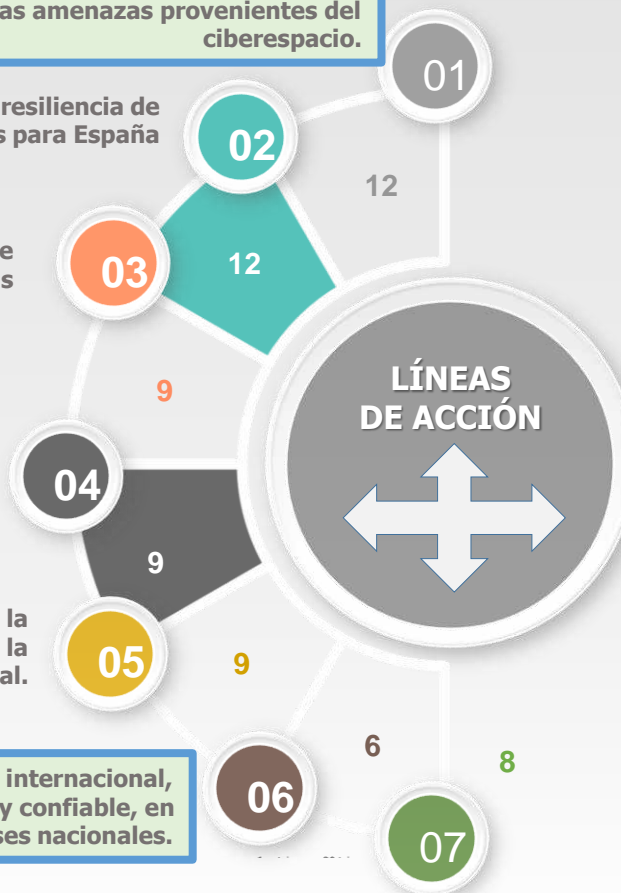 as amenazas provenientes del
ciberespacio.
01
resiliencia de
s para España
02
12
12
03
e
s
9
LÍNEAS
DE ACCIÓN
04
9
la
la
al.
05
9
6
8
internacional,
y confiable, en
ses nacionales.
06
07